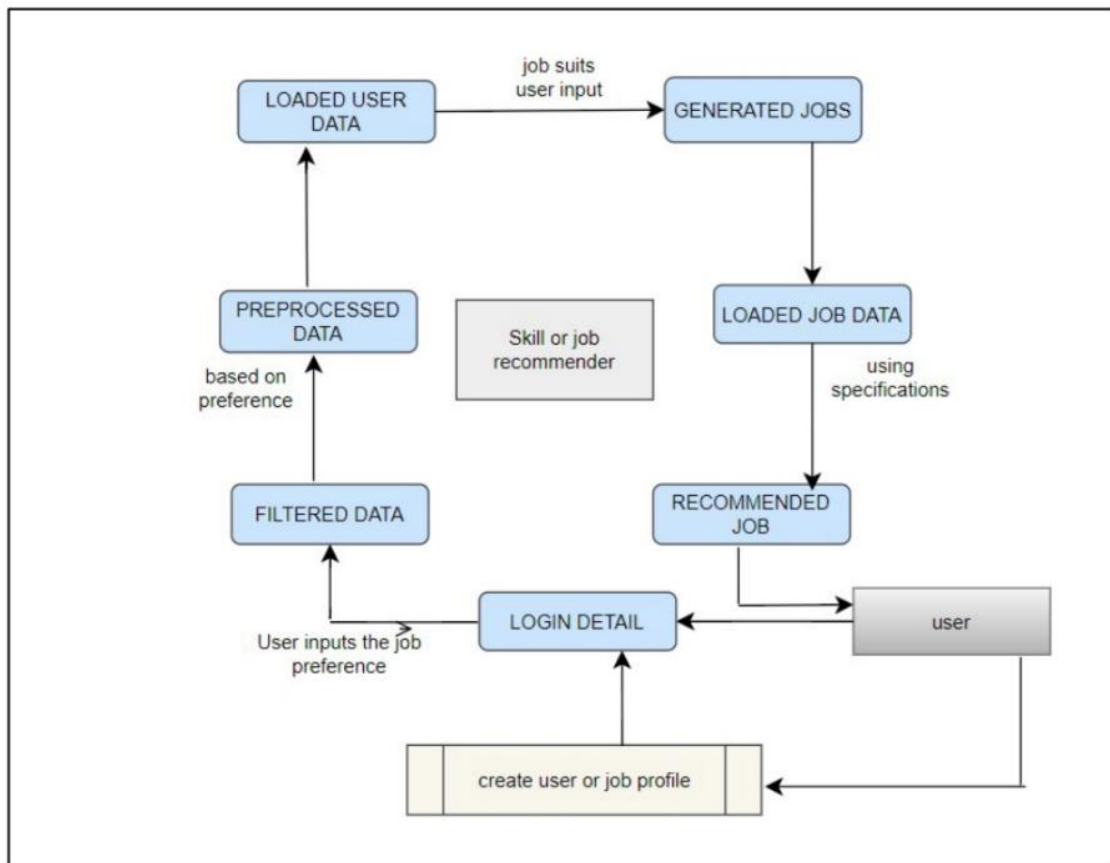 job suits
user input
LOADED USER
DATA
GENERATED JOBS
PREPROCESSED
DATA
Skill or job
recommender
LOADED JOB DATA
based on
preference
using
specifications
FILTERED DATA
RECOMMENDED
JOB
LOGIN DETAIL
user
User inputs the job
preference
create user or job profile